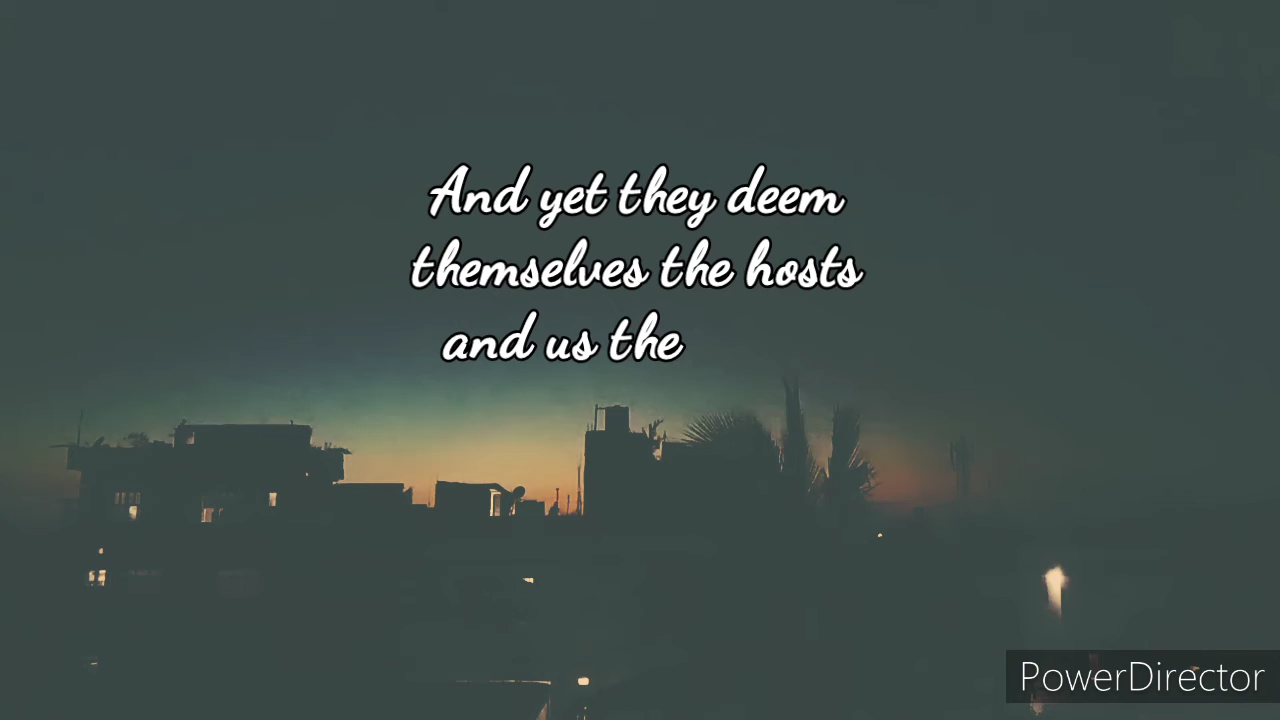 And yet they deem
themselves the hosts
and us the
PowerDirector